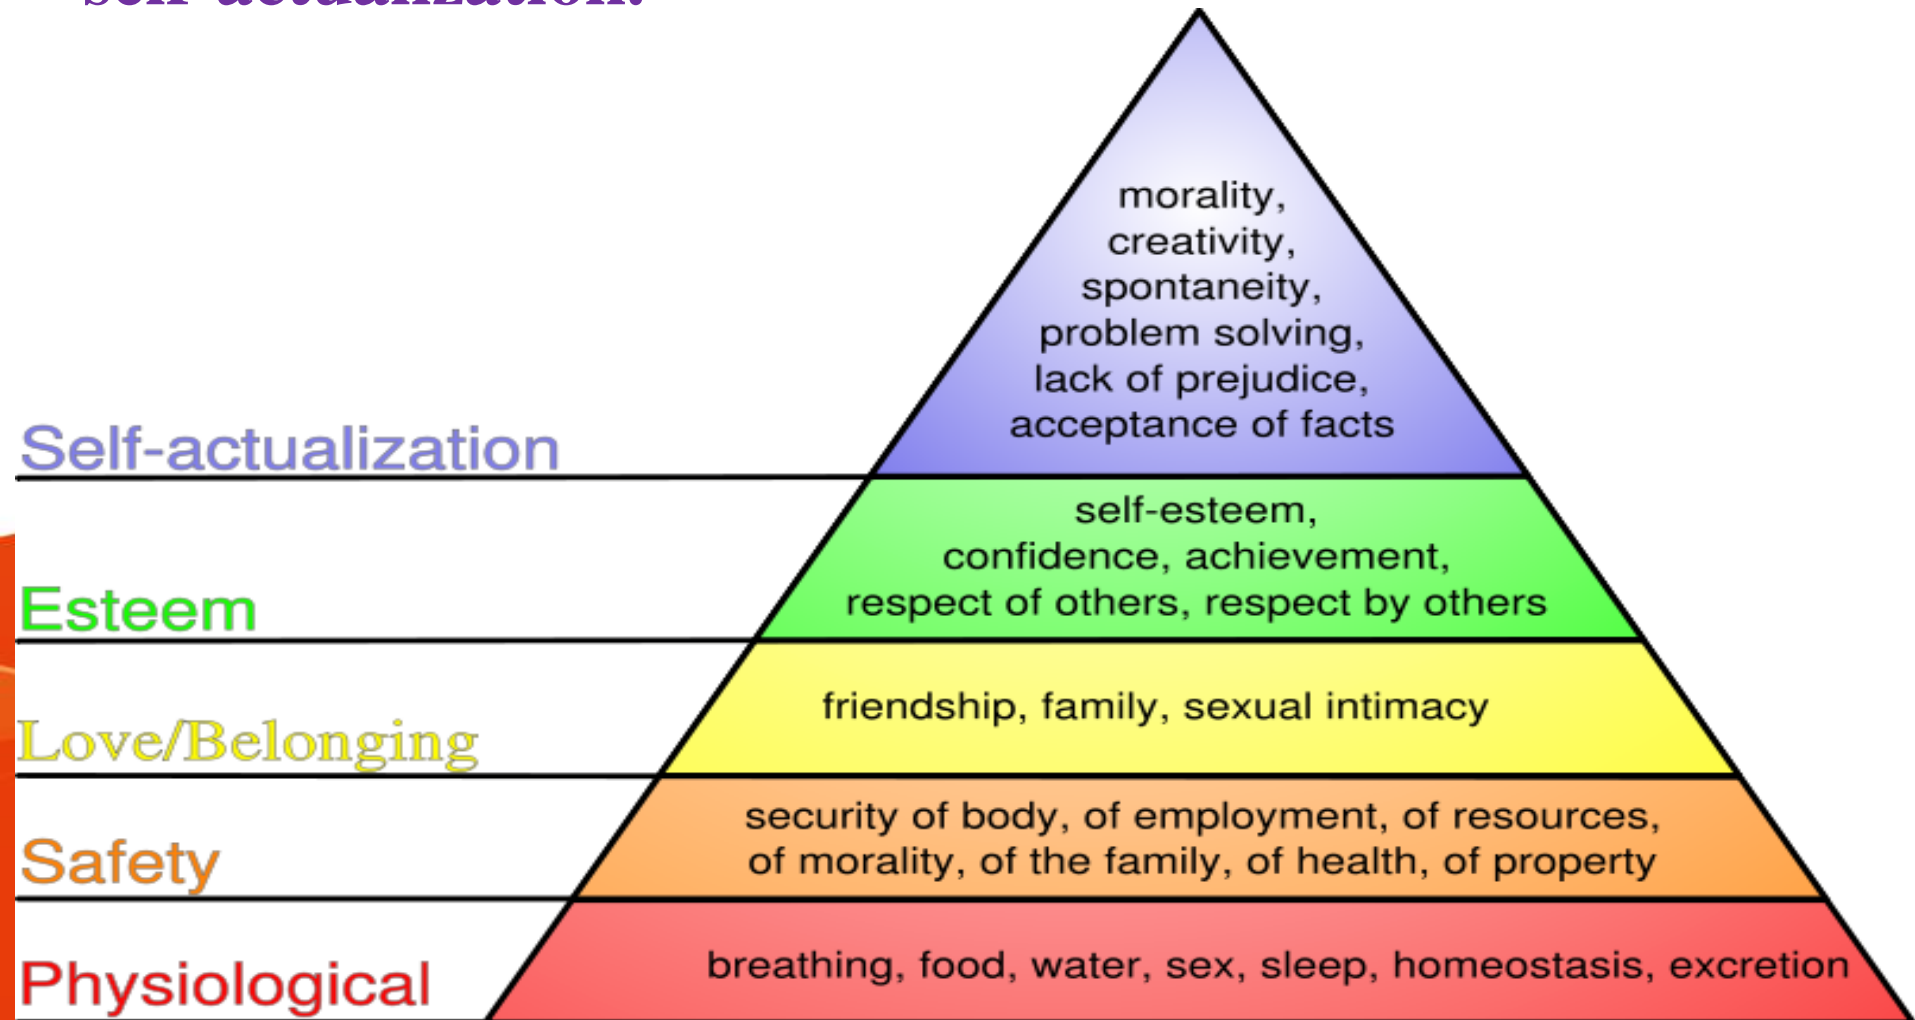 self-actualization.
morality,
creativity,
spontaneity,
problem solving,
lack of prejudice,
acceptance of facts
Self-actualization
self-esteem,
confidence, achievement,
respect of others, respect by others
Esteem
friendship, family, sexual intimacy
Love/Belonging
security of body, of employment, of resources,
of morality, of the family, of health, of property
Safety
breathing, food, water, sex, sleep, homeostasis, excretion
Physiological